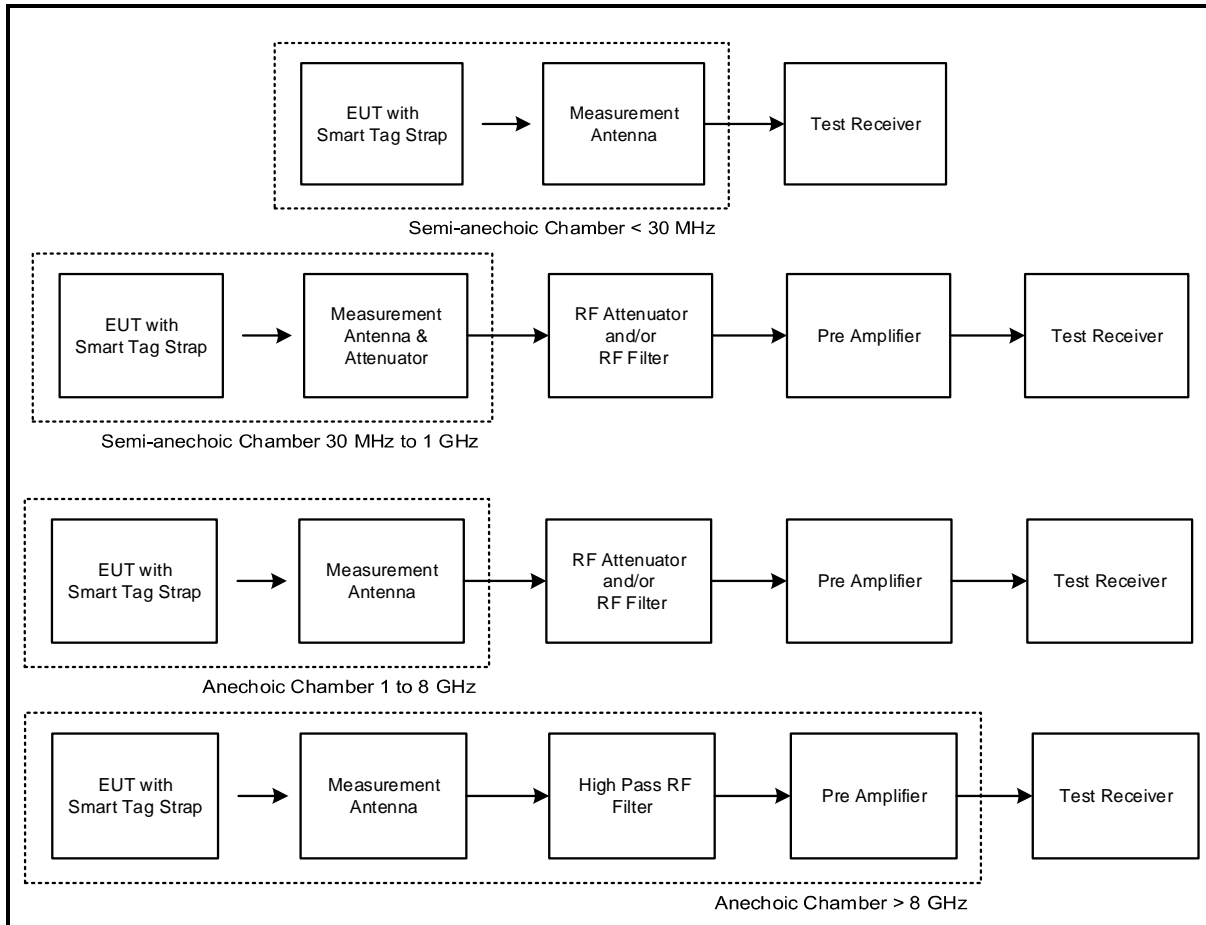 EUT with
Smart Tag Strap
Measurement
Antenna
Test Receiver
Semi-anechoic Chamber < 30 MHz
EUT with
Smart Tag Strap
Measurement
Antenna &
Attenuator
RF Attenuator
and/or
RF Filter
Pre Amplifier
Test Receiver
Semi-anechoic Chamber 30 MHz to 1 GHz
EUT with
Smart Tag Strap
Measurement
Antenna
RF Attenuator
and/or
RF Filter
Pre Amplifier
Test Receiver
Anechoic Chamber 1 to 8 GHz
EUT with
Smart Tag Strap
Measurement
Antenna
High Pass RF
Filter
Pre Amplifier
Test Receiver
Anechoic Chamber > 8 GHz